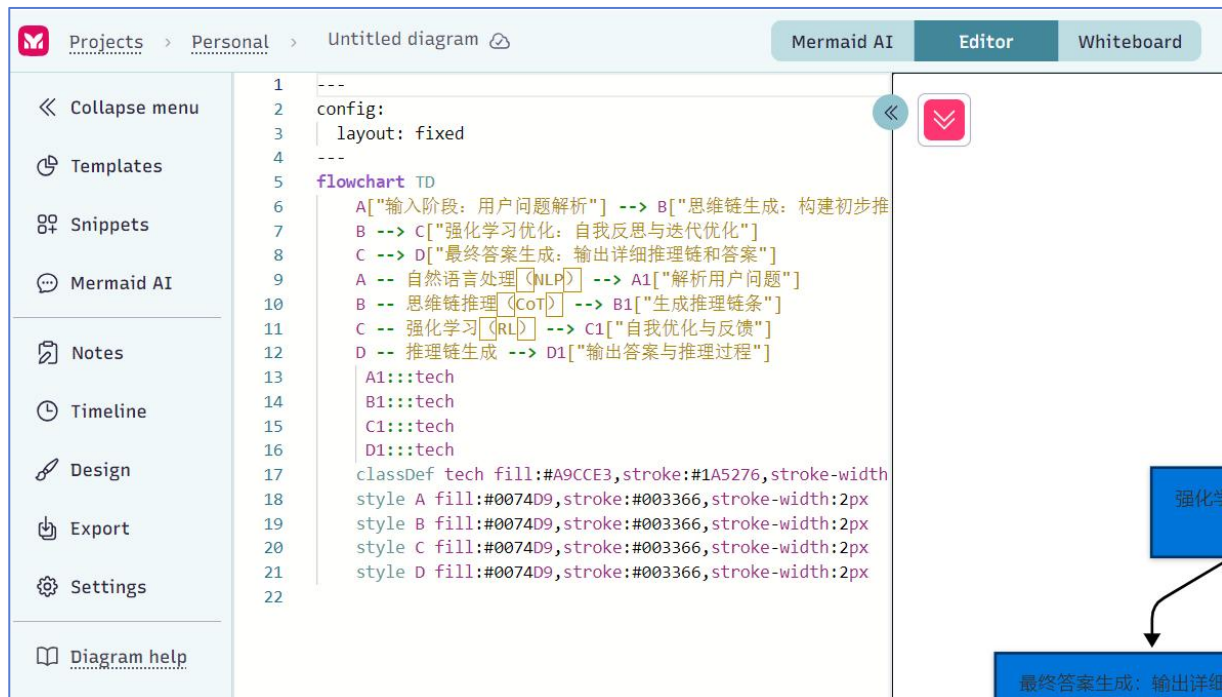 Projects › Personal › Untitled diagram
Mermaid AI Editor Whiteboard
Collapse menu
Templates
Snippets
Mermaid AI
Notes
Timeline
Design
Export
Settings
Diagram help
1 ---
2 config:
3 layout: fixed
4 ---
5 flowchart TD
6 A["输入阶段：用户问题解析"] --> B["思维链生成：构建初步推
7 B --> C["强化学习优化：自我反思与迭代优化"]
8 C --> D["最终答案生成：输出详细推理链和答案"]
9 A -- 自然语言处理（NLP） --> A1["解析用户问题"]
10 B -- 思维链推理（CoT） --> B1["生成推理链条"]
11 C -- 强化学习（RL） --> C1["自我优化与反馈"]
12 D -- 推理链生成 --> D1["输出答案与推理过程"]
13 A1:::tech
14 B1:::tech
15 C1:::tech
16 D1:::tech
17 classDef tech fill:#A9CCE3,stroke:#1A5276,stroke-width
18 style A fill:#0074D9,stroke:#003366,stroke-width:2px
19 style B fill:#0074D9,stroke:#003366,stroke-width:2px
20 style C fill:#0074D9,stroke:#003366,stroke-width:2px
21 style D fill:#0074D9,stroke:#003366,stroke-width:2px
22
强化学
最终答案生成：输出详细